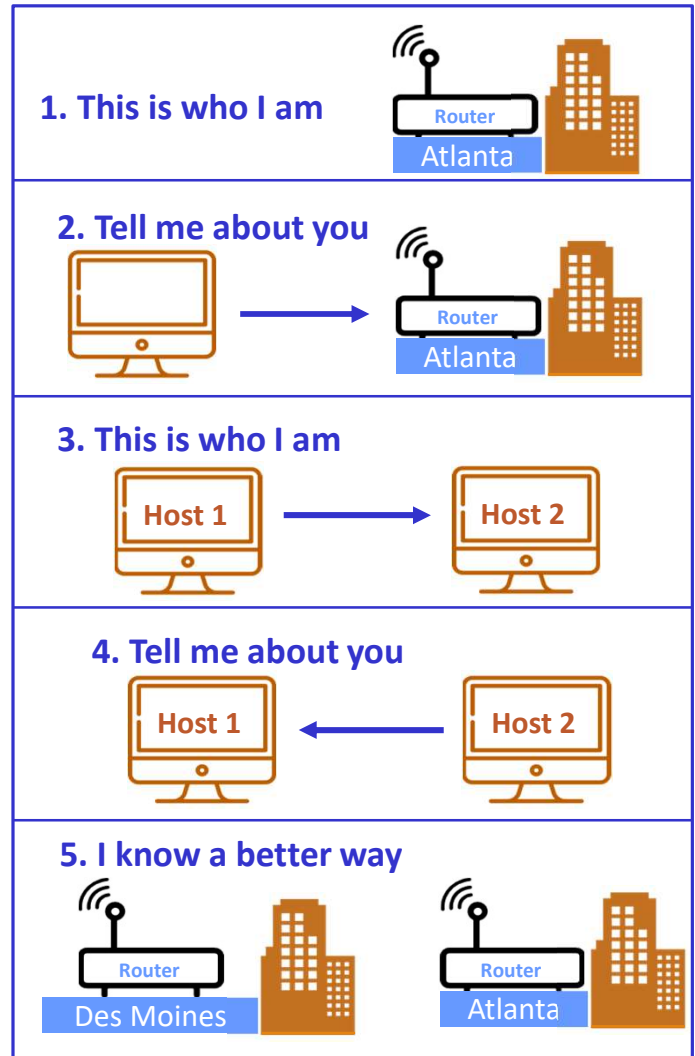 1. This is who I am
Router
Atlanta
2. Tell me about you
Router
Atlanta
3. This is who I am
Host 1
Host 2
4. Tell me about you
Host 1
Host 2
5. I know a better way
Router
Router
Des Moines
Atlanta